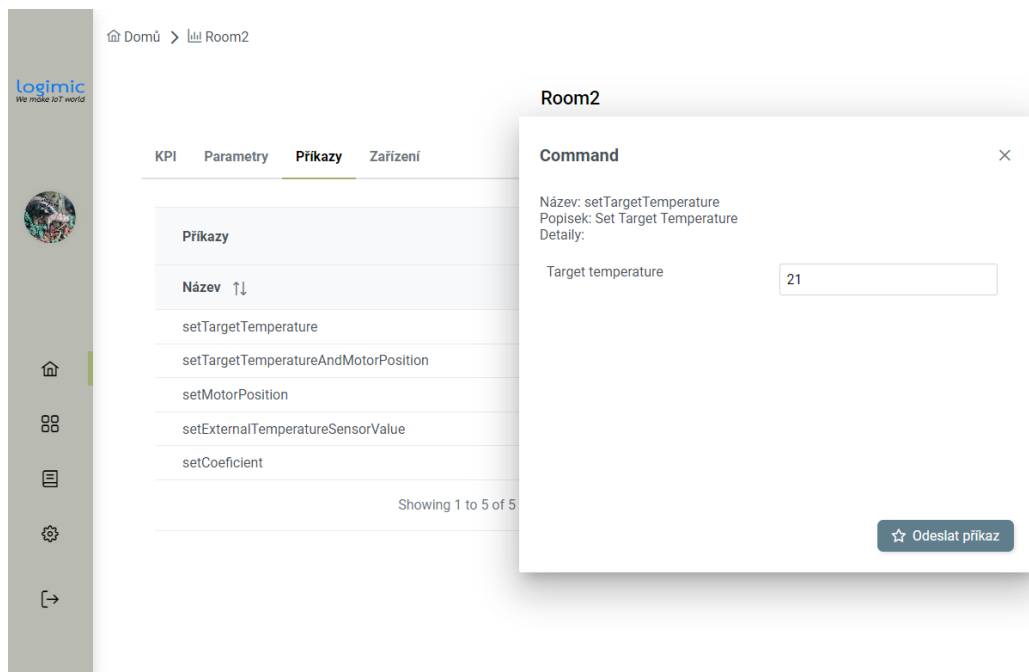 Domů
Room2
logimic
We make IoT world
Room2
KPI
Parametry
Příkazy
Zařízení
Příkazy
Název
setTargetTemperature
setTargetTemperatureAndMotorPosition
setMotorPosition
setExternalTemperatureSensorValue
setCoeficient
Showing 1 to 5 of 5
Command
Název: setTargetTemperature
Popisek: Set Target Temperature
Detaily:
Target temperature
21
Odeslat příkaz